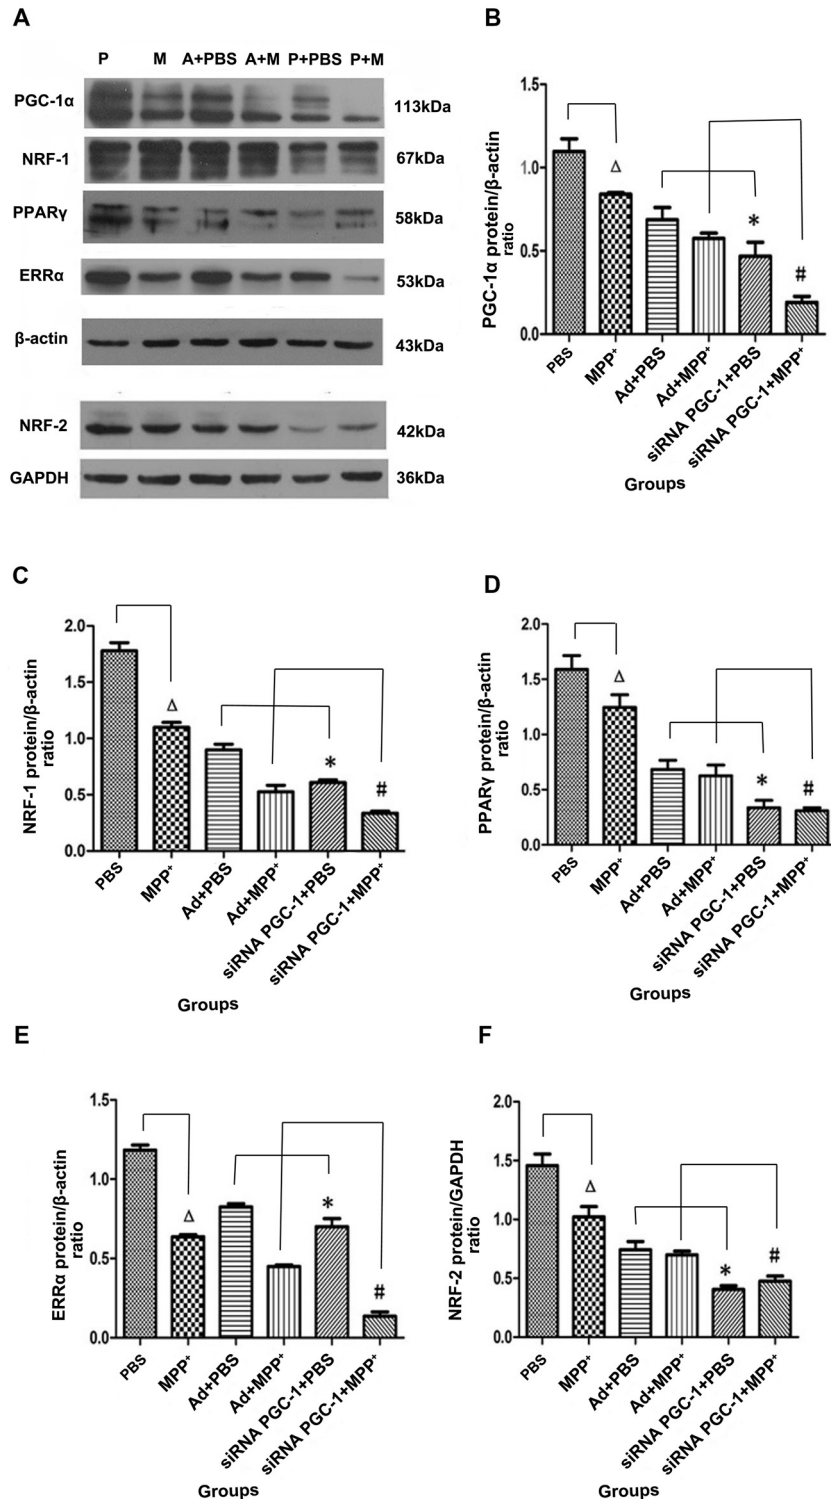 A
P M A+PBS A+M P+PBS P+M
PGC-1α 113kDa
NRF-1 67kDa
PPARγ 58kDa
ERRα 53kDa
β-actin 43kDa
NRF-2 42kDa
GAPDH 36kDa
B
PGC-1α protein/β-actin
ratio
1.5
1.0
0.5
0.0
Δ
*
#
PBS
MPP⁺
Ad+PBS
Ad+MPP⁺
siRNA PGC-1+PBS
siRNA PGC-1+MPP⁺
Groups
C
NRF-1 protein/β-actin
ratio
2.0
1.5
1.0
0.5
0.0
Δ
*
#
PBS
MPP⁺
Ad+PBS
Ad+MPP⁺
siRNA PGC-1+PBS
siRNA PGC-1+MPP⁺
Groups
D
PPARγ protein/β-actin
ratio
2.0
1.5
1.0
0.5
0.0
Δ
*
#
PBS
MPP⁺
Ad+PBS
Ad+MPP⁺
siRNA PGC-1+PBS
siRNA PGC-1+MPP⁺
Groups
E
ERRα protein/β-actin
ratio
1.5
1.0
0.5
0.0
Δ
*
#
PBS
MPP⁺
Ad+PBS
Ad+MPP⁺
siRNA PGC-1+PBS
siRNA PGC-1+MPP⁺
Groups
F
NRF-2 protein/GAPDH
ratio
2.0
1.5
1.0
0.5
0.0
Δ
*
#
PBS
MPP⁺
Ad+PBS
Ad+MPP⁺
siRNA PGC-1+PBS
siRNA PGC-1+MPP⁺
Groups